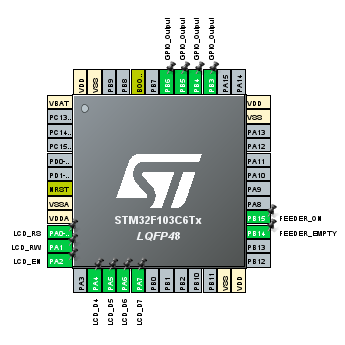 GPIO_Output
GPIO_Output
GPIO_Output
GPIO_Output
VDD
VSS
PB9
PB8
BO...
PB7
PB6
PB5
PB4
PB3
PA15
PA14
VBAT
PC13...
PC14...
PC15...
PD0-...
PD1-...
NRST
VSSA
VDDA
LCD_RS
PA0-...
LCD_RW
PA1
LCD_EN
PA2
VDD
VSS
PA13
PA12
PA11
PA10
PA9
PA8
PB15
FEEDER_ON
PB14
FEEDER_EMPTY
PB13
PB12
STM32F103C6Tx
LQFP48
PA3
PA4
PA5
PA6
PA7
PB0
PB1
PB2
PB10
PB11
VSS
VDD
LCD_D4
LCD_D5
LCD_D6
LCD_D7